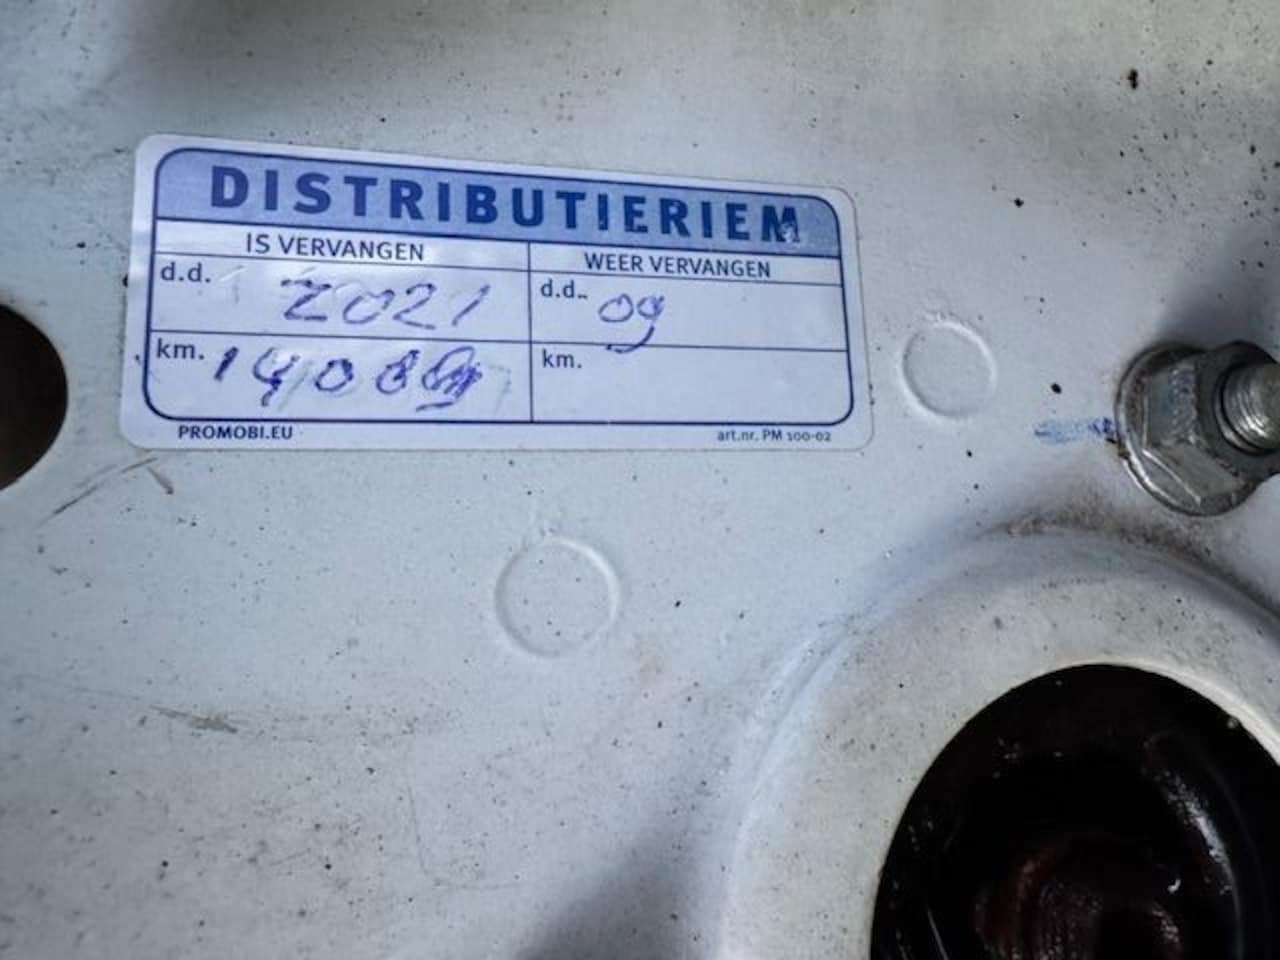 DISTRIBUTIERIEM
IS VERVANGEN
WEER VERVANGEN
d.d. 2021
d.d. 09
km.
km.
PROMOBI.EU
art.nr. PM 100-02